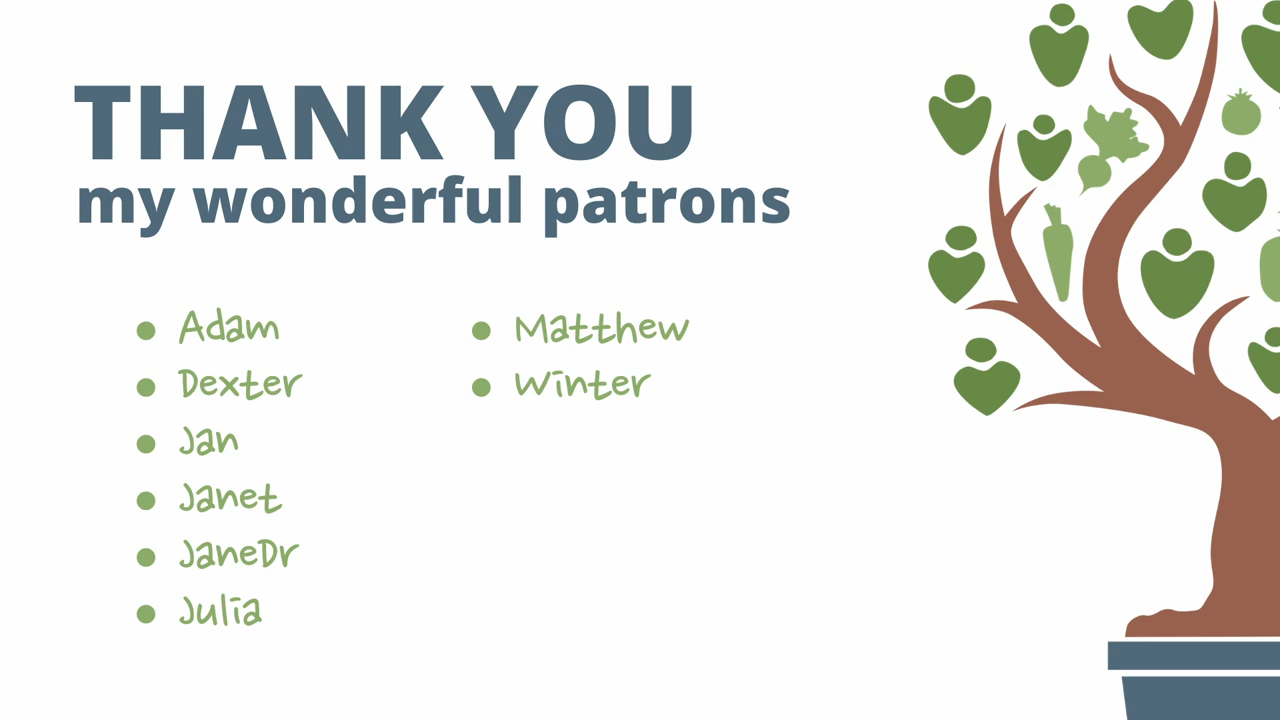 THANK YOU
my wonderful patrons
Adam
Dexter
Jan
Janet
JaneDr
Julia
Matthew
Winter